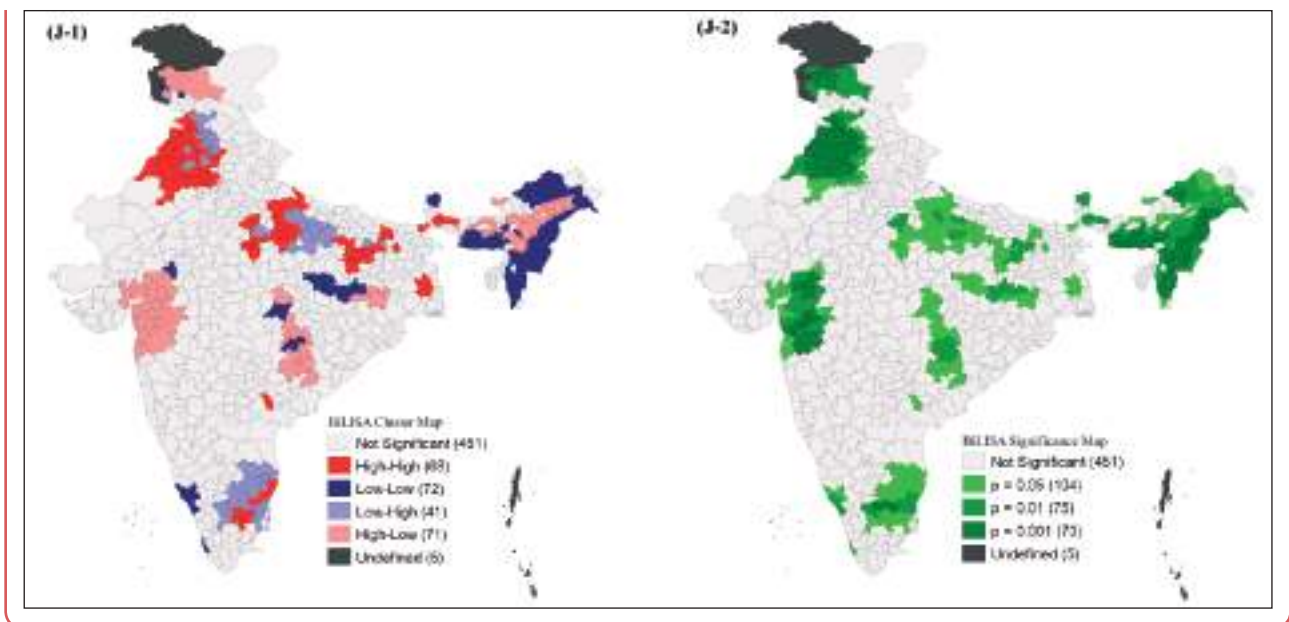 (J-1)
BiLISA Cluster Map
Not Significant (451)
High-High (68)
Low-Low (72)
Low-High (41)
High-Low (71)
Undefined (5)
(J-2)
BiLISA Significance Map
Not Significant (451)
p = 0.05 (104)
p = 0.01 (75)
p = 0.001 (73)
Undefined (5)